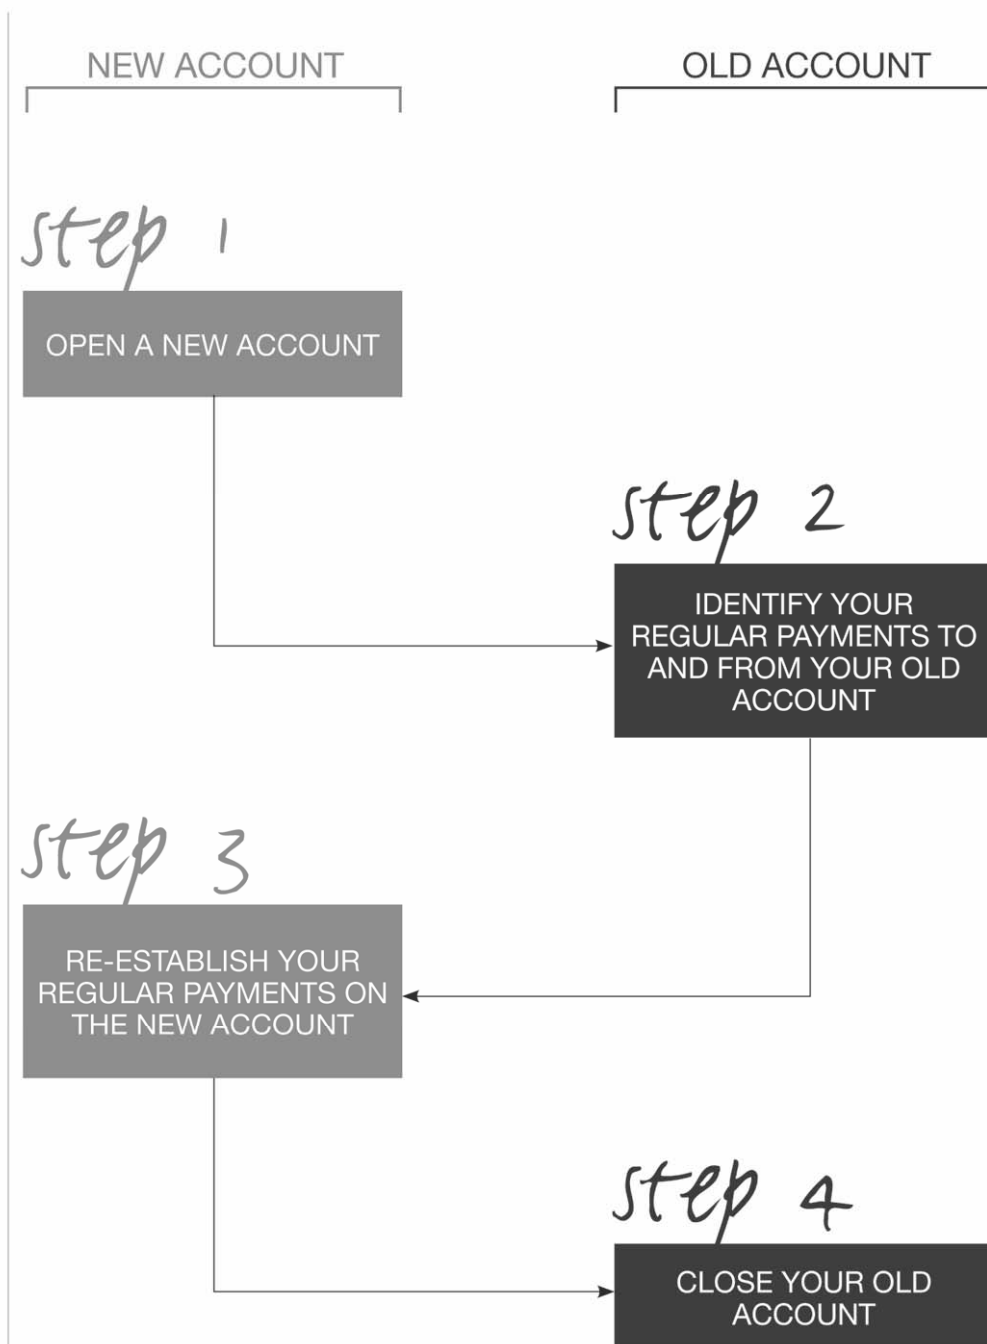 NEW ACCOUNT
OLD ACCOUNT
step 1
OPEN A NEW ACCOUNT
step 2
IDENTIFY YOUR
REGULAR PAYMENTS TO
AND FROM YOUR OLD
ACCOUNT
step 3
RE-ESTABLISH YOUR
REGULAR PAYMENTS ON
THE NEW ACCOUNT
step 4
CLOSE YOUR OLD
ACCOUNT